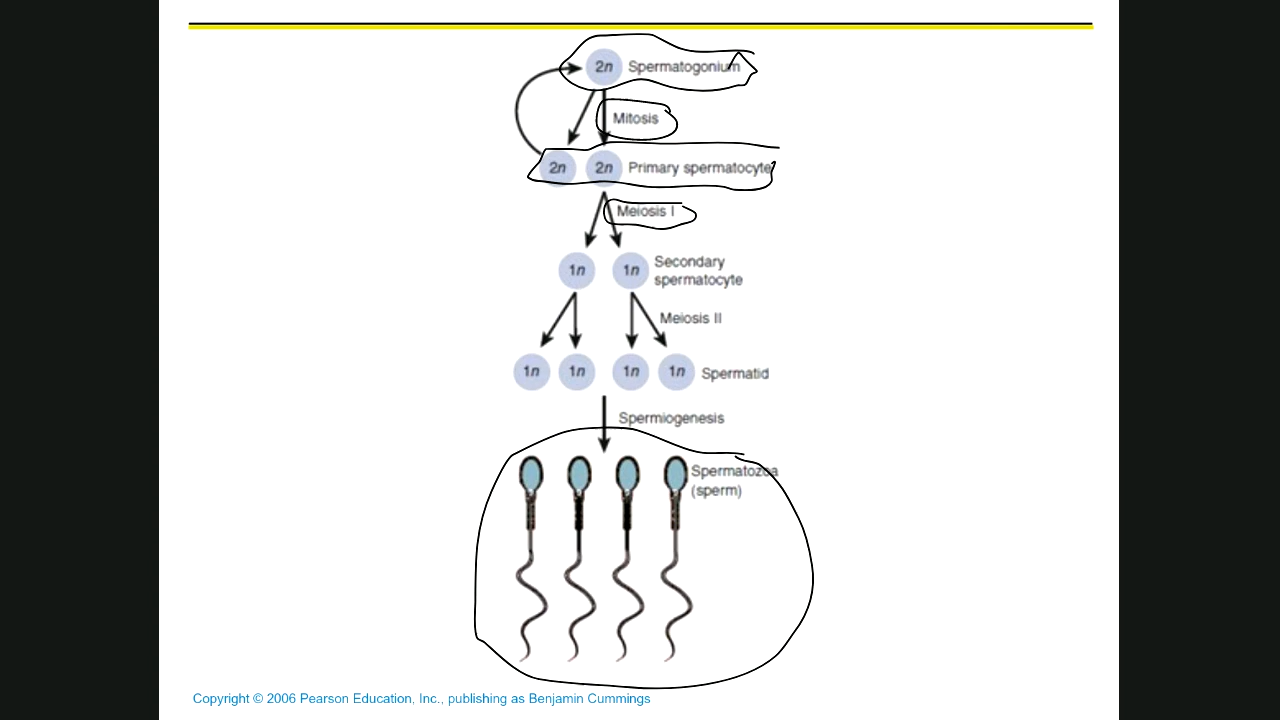 2n Spermatogonium
Mitosis
2n 2n Primary spermatocyte
Meiosis I
1n 1n Secondary
spermatocyte
Meiosis II
1n 1n 1n 1n Spermatid
Spermiogenesis
Spermatozoa
(sperm)
Copyright © 2006 Pearson Education, Inc., publishing as Benjamin Cummings